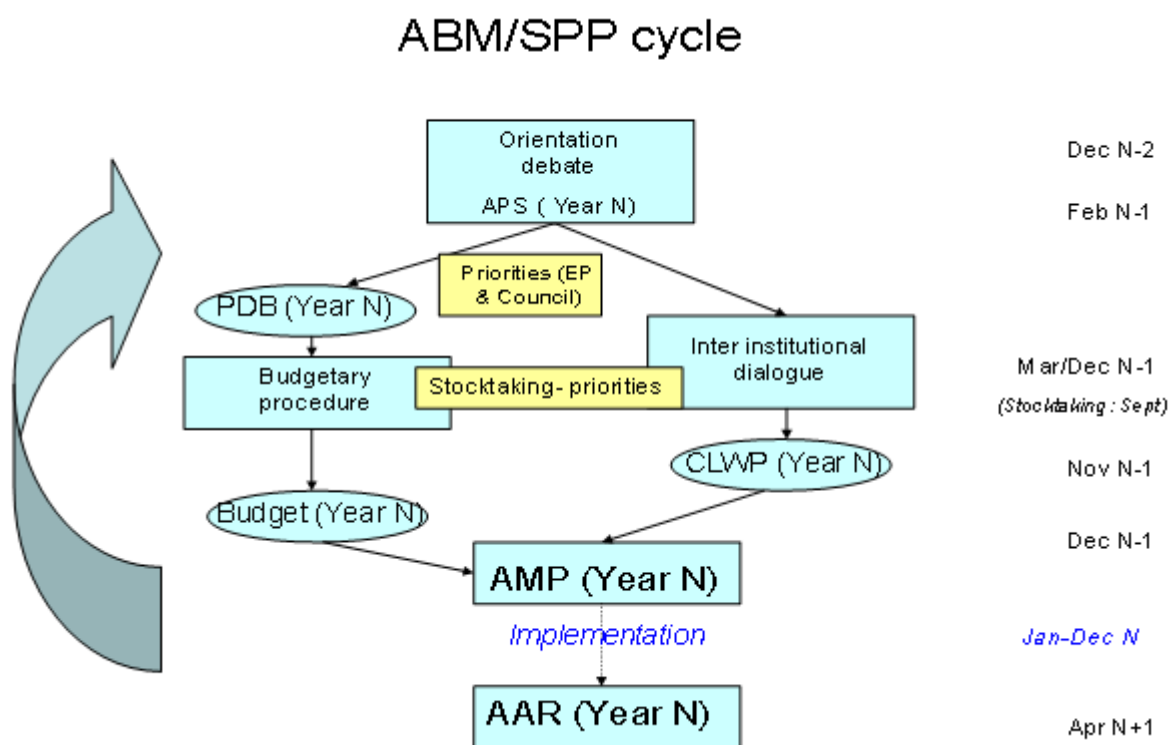 ABM/SPP cycle
Orientation
debate
APS ( Year N)
Dec N-2
Feb N-1
Priorities (EP
& Council)
PDB (Year N)
Inter institutional
dialogue
Budgetary
procedure
Stocktaking- priorities
Mar/Dec N-1
(Stocktaking : Sept)
CLWP (Year N)
Nov N-1
Budget (Year N)
Dec N-1
AMP (Year N)
Implementation
Jan-Dec N
AAR (Year N)
Apr N+1